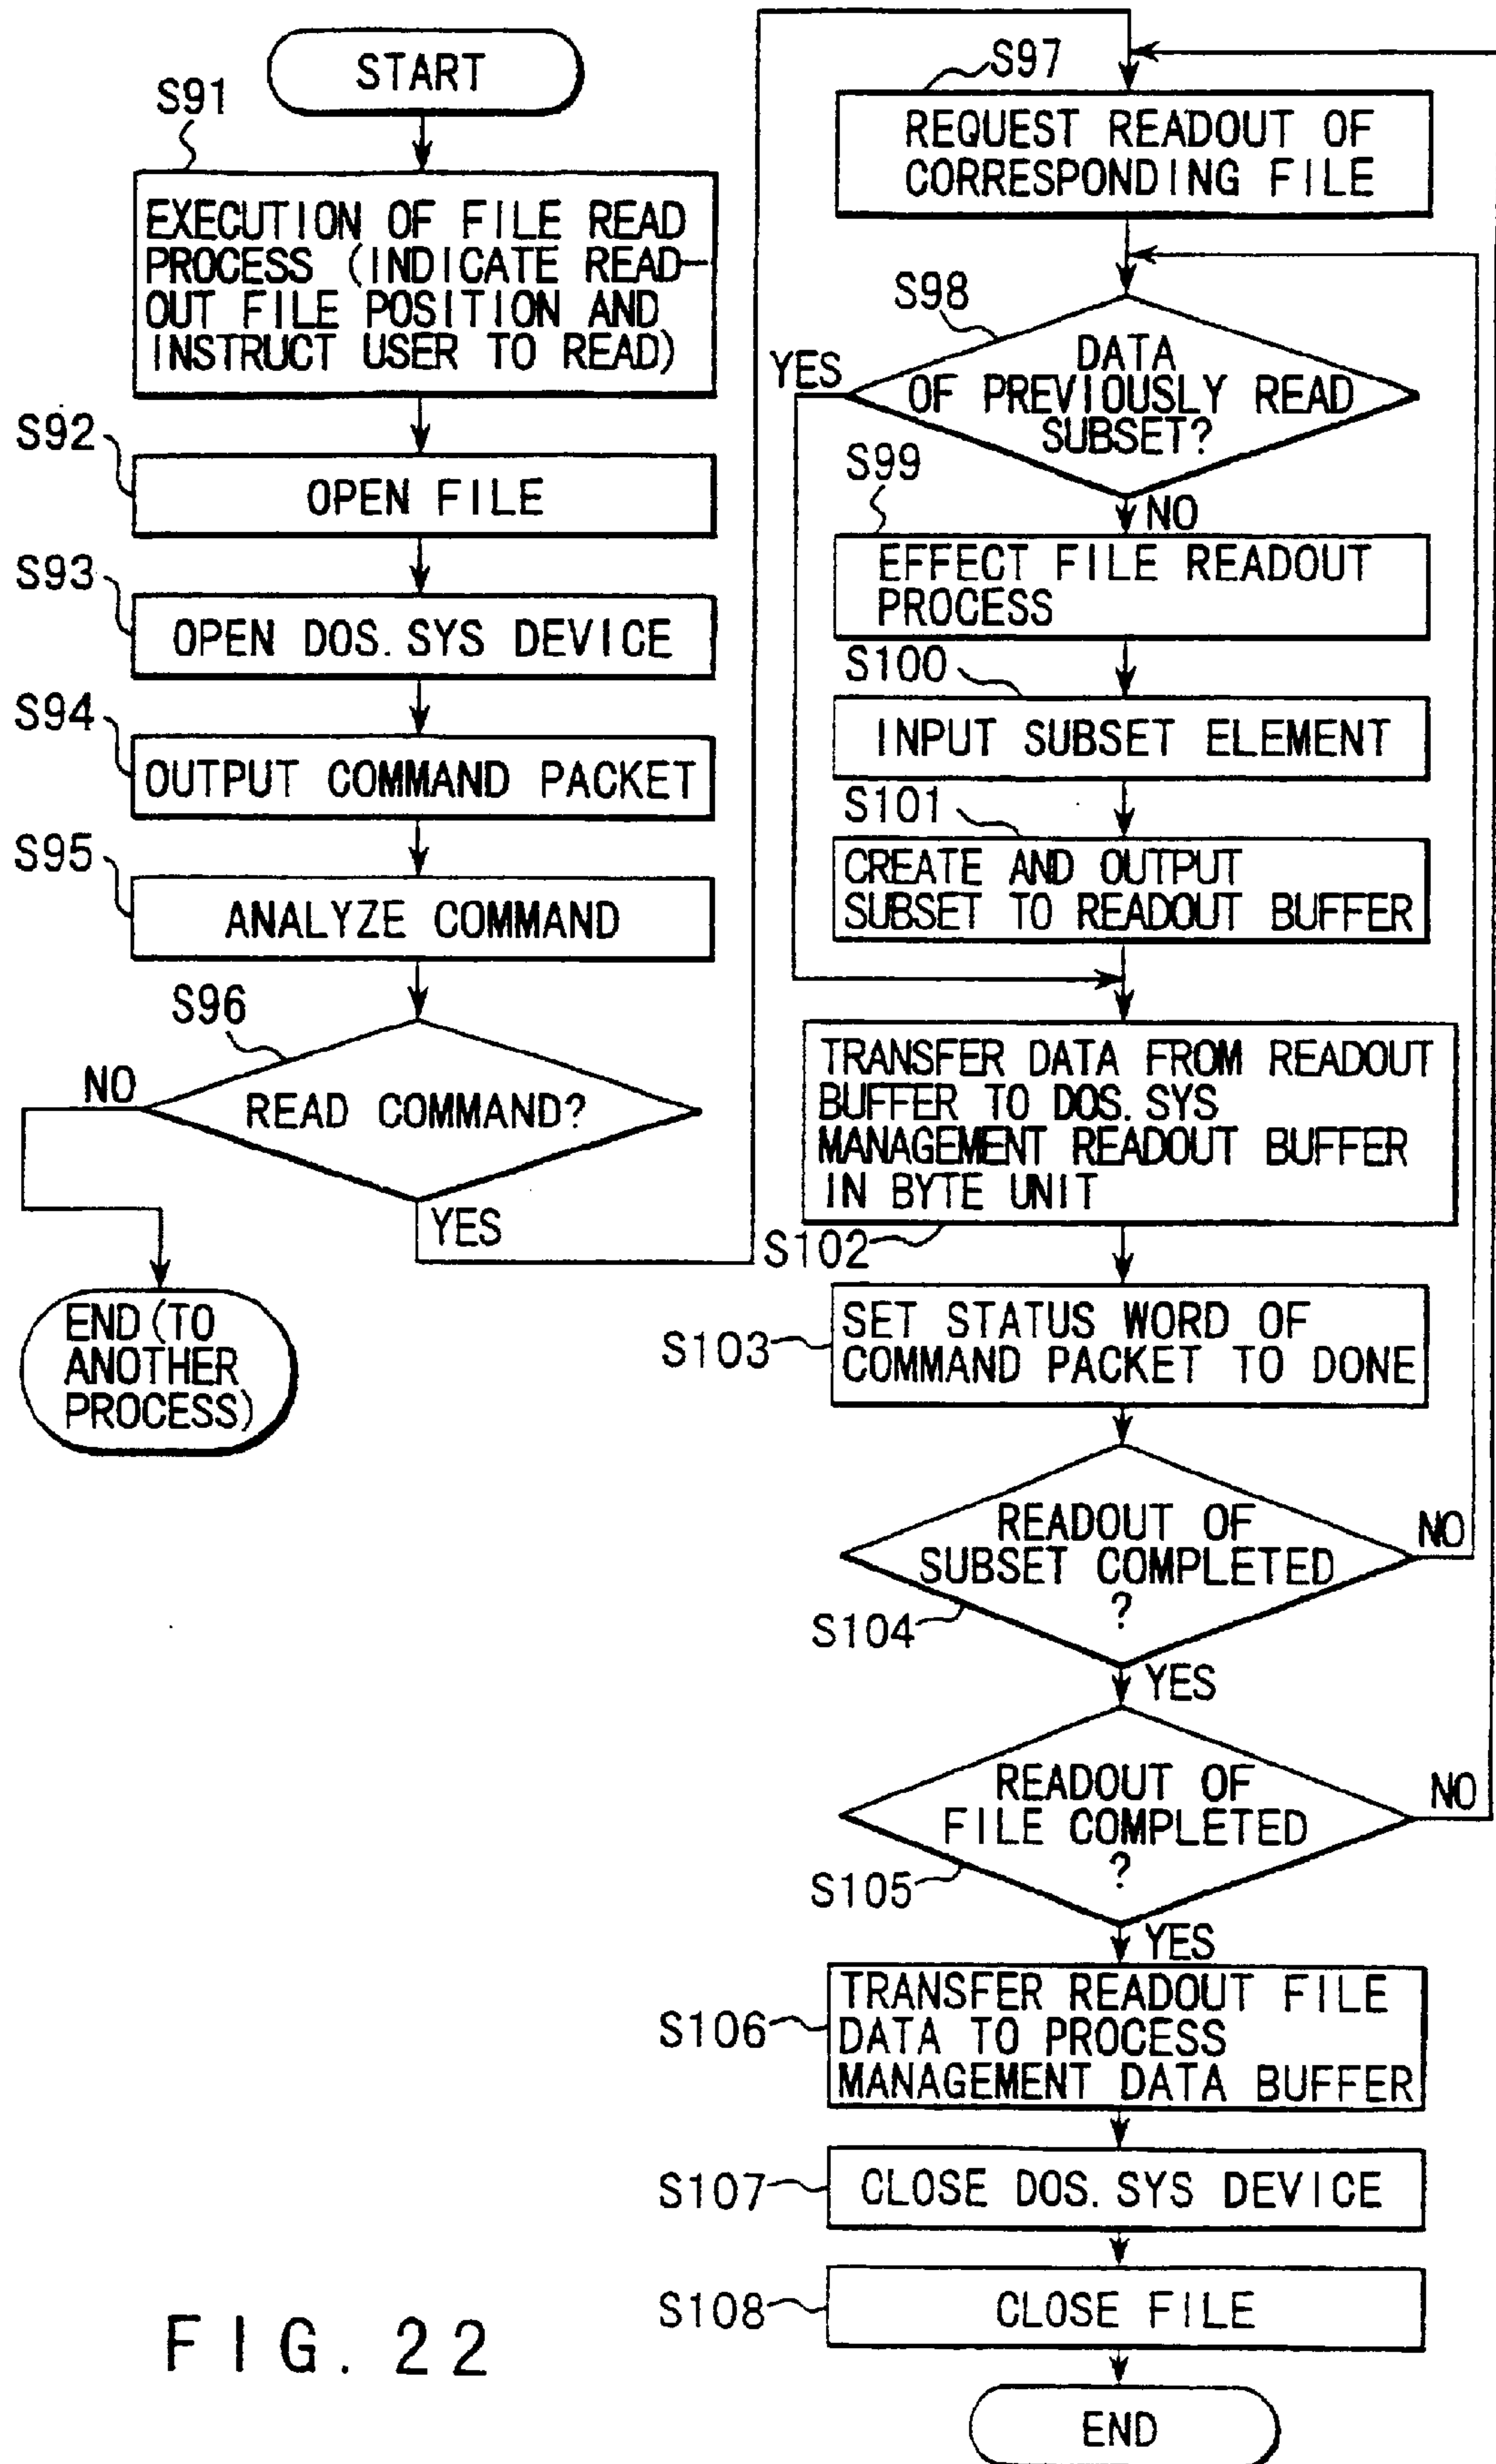 START
S91
EXECUTION OF FILE READ
PROCESS (INDICATE READ-
OUT FILE POSITION AND
INSTRUCT USER TO READ)
S92
OPEN FILE
S93
OPEN DOS.SYS DEVICE
S94
OUTPUT COMMAND PACKET
S95
ANALYZE COMMAND
S96
READ COMMAND?
NO
YES
END (TO
ANOTHER
PROCESS)
S97
REQUEST READOUT OF
CORRESPONDING FILE
S98
DATA
OF PREVIOUSLY READ
SUBSET?
YES
NO
S99
EFFECT FILE READOUT
PROCESS
S100
INPUT SUBSET ELEMENT
S101
CREATE AND OUTPUT
SUBSET TO READOUT BUFFER
TRANSFER DATA FROM READOUT
BUFFER TO DOS.SYS
MANAGEMENT READOUT BUFFER
IN BYTE UNIT
S102
S103
SET STATUS WORD OF
COMMAND PACKET TO DONE
READOUT OF
SUBSET COMPLETED
?
NO
S104
YES
READOUT OF
FILE COMPLETED
?
NO
S105
YES
S106
TRANSFER READOUT FILE
DATA TO PROCESS
MANAGEMENT DATA BUFFER
S107
CLOSE DOS.SYS DEVICE
S108
CLOSE FILE
END
FIG. 22